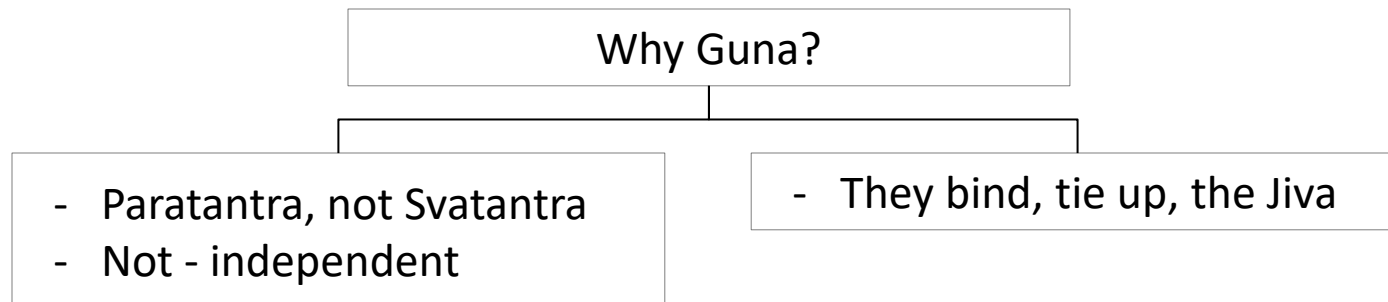 Why Guna?
- Paratantra, not Svatantra
- Not - independent
- They bind, tie up, the Jiva